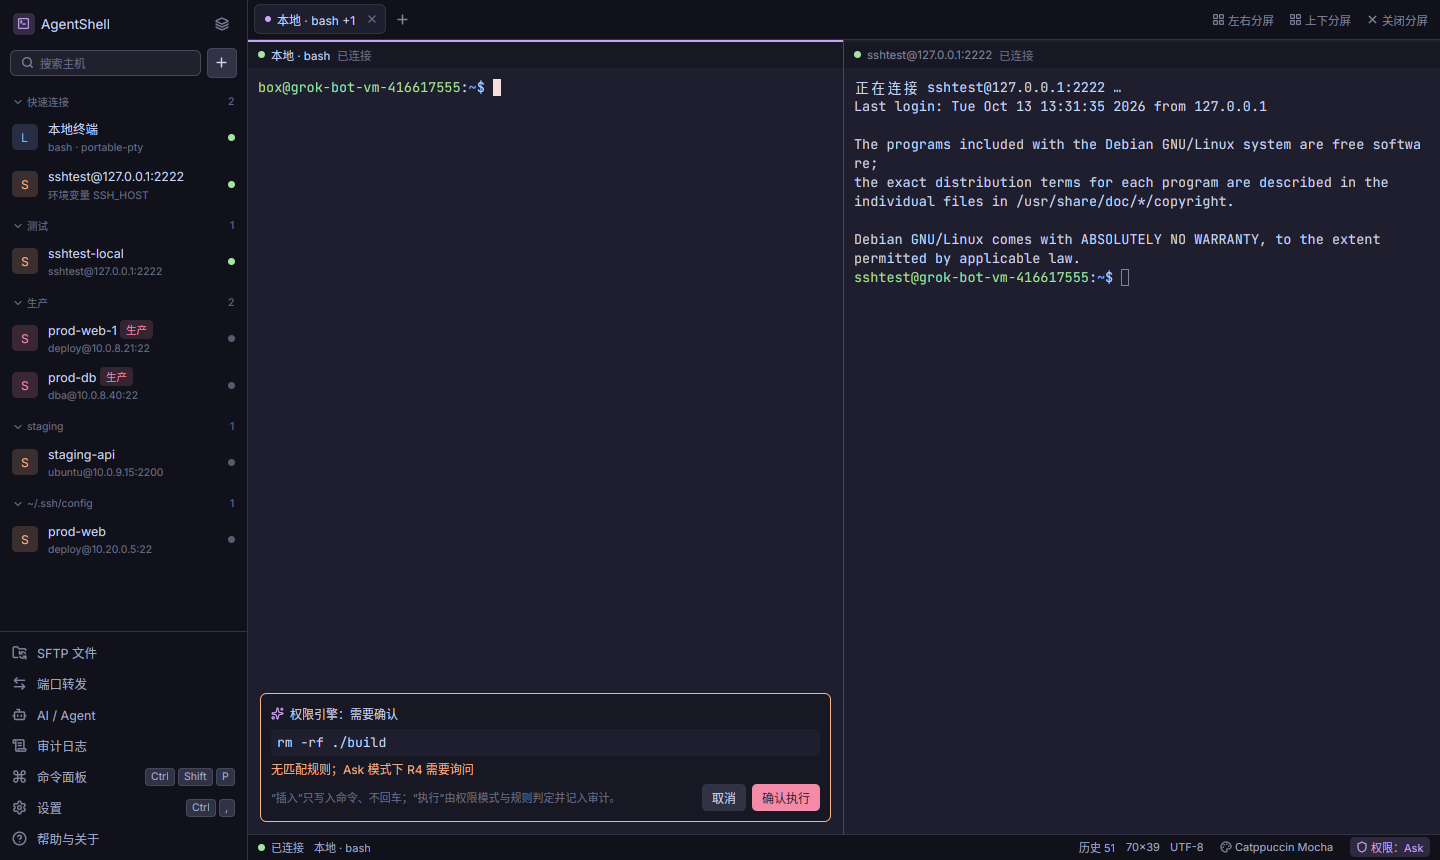 AgentShell
搜索主机
快速连接 2
L 本地终端
bash · portable-pty
S sshtest@127.0.0.1:2222
环境变量 SSH_HOST
测试 1
S sshtest-local
sshtest@127.0.0.1:2222
生产 2
S prod-web-1 生产
deploy@10.0.8.21:22
S prod-db 生产
dba@10.0.8.40:22
staging 1
S staging-api
ubuntu@10.0.9.15:2200
~/.ssh/config 1
S prod-web
deploy@10.20.0.5:22
SFTP 文件
端口转发
AI / Agent
审计日志
命令面板 Ctrl Shift P
设置 Ctrl ,
帮助与关于
本地 · bash +1
左右分屏 上下分屏 关闭分屏
本地 · bash 已连接
box@grok-bot-vm-416617555:~$
权限引擎：需要确认
rm -rf ./build
无匹配规则；Ask 模式下 R4 需要询问
“插入”只写入命令、不回车；“执行”由权限模式与规则判定并记入审计。
取消 确认执行
sshtest@127.0.0.1:2222 已连接
正在连接 sshtest@127.0.0.1:2222 …
Last login: Tue Oct 13 13:31:35 2026 from 127.0.0.1
The programs included with the Debian GNU/Linux system are free softwa
re;
the exact distribution terms for each program are described in the
individual files in /usr/share/doc/*/copyright.
Debian GNU/Linux comes with ABSOLUTELY NO WARRANTY, to the extent
permitted by applicable law.
sshtest@grok-bot-vm-416617555:~$
已连接 本地 · bash
历史 51 70×39 UTF-8 Catppuccin Mocha 权限：Ask